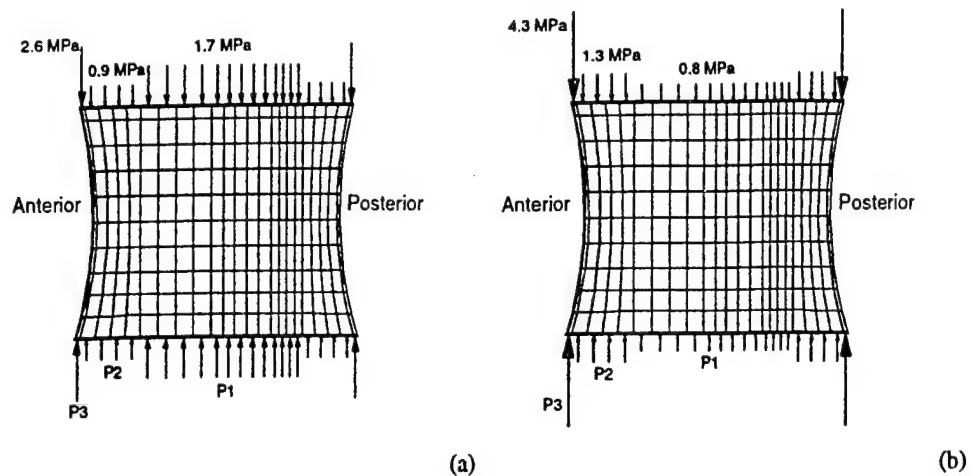 2.6 MPa
1.7 MPa
0.9 MPa
Anterior
Posterior
P2
P1
P3
(a)
4.3 MPa
1.3 MPa
0.8 MPa
Anterior
Posterior
P2
P1
P3
(b)